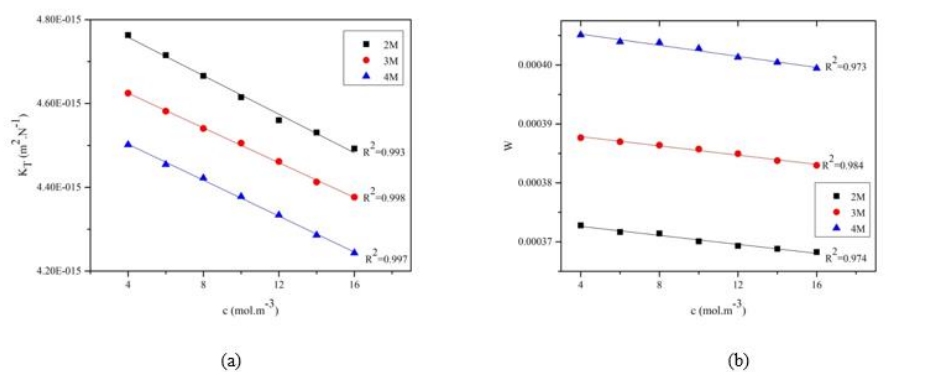 4.80E-015
4.60E-015
4.40E-015
4.20E-015
K_T (m^2.N^-1)
2M
3M
4M
R^2=0.993
R^2=0.998
R^2=0.997
4 8 12 16
c (mol.m^-3)
(a)
0.00040
0.00039
0.00038
0.00037
W
R^2=0.973
R^2=0.984
2M
3M
4M
R^2=0.974
4 8 12 16
c (mol.m^-3)
(b)